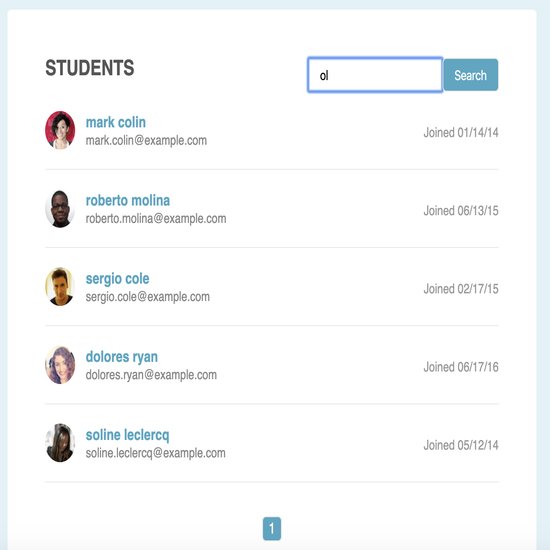 STUDENTS
ol
Search
mark colin
mark.colin@example.com
Joined 01/14/14
roberto molina
roberto.molina@example.com
Joined 06/13/15
sergio cole
sergio.cole@example.com
Joined 02/17/15
dolores ryan
dolores.ryan@example.com
Joined 06/17/16
soline leclercq
soline.leclercq@example.com
Joined 05/12/14
1